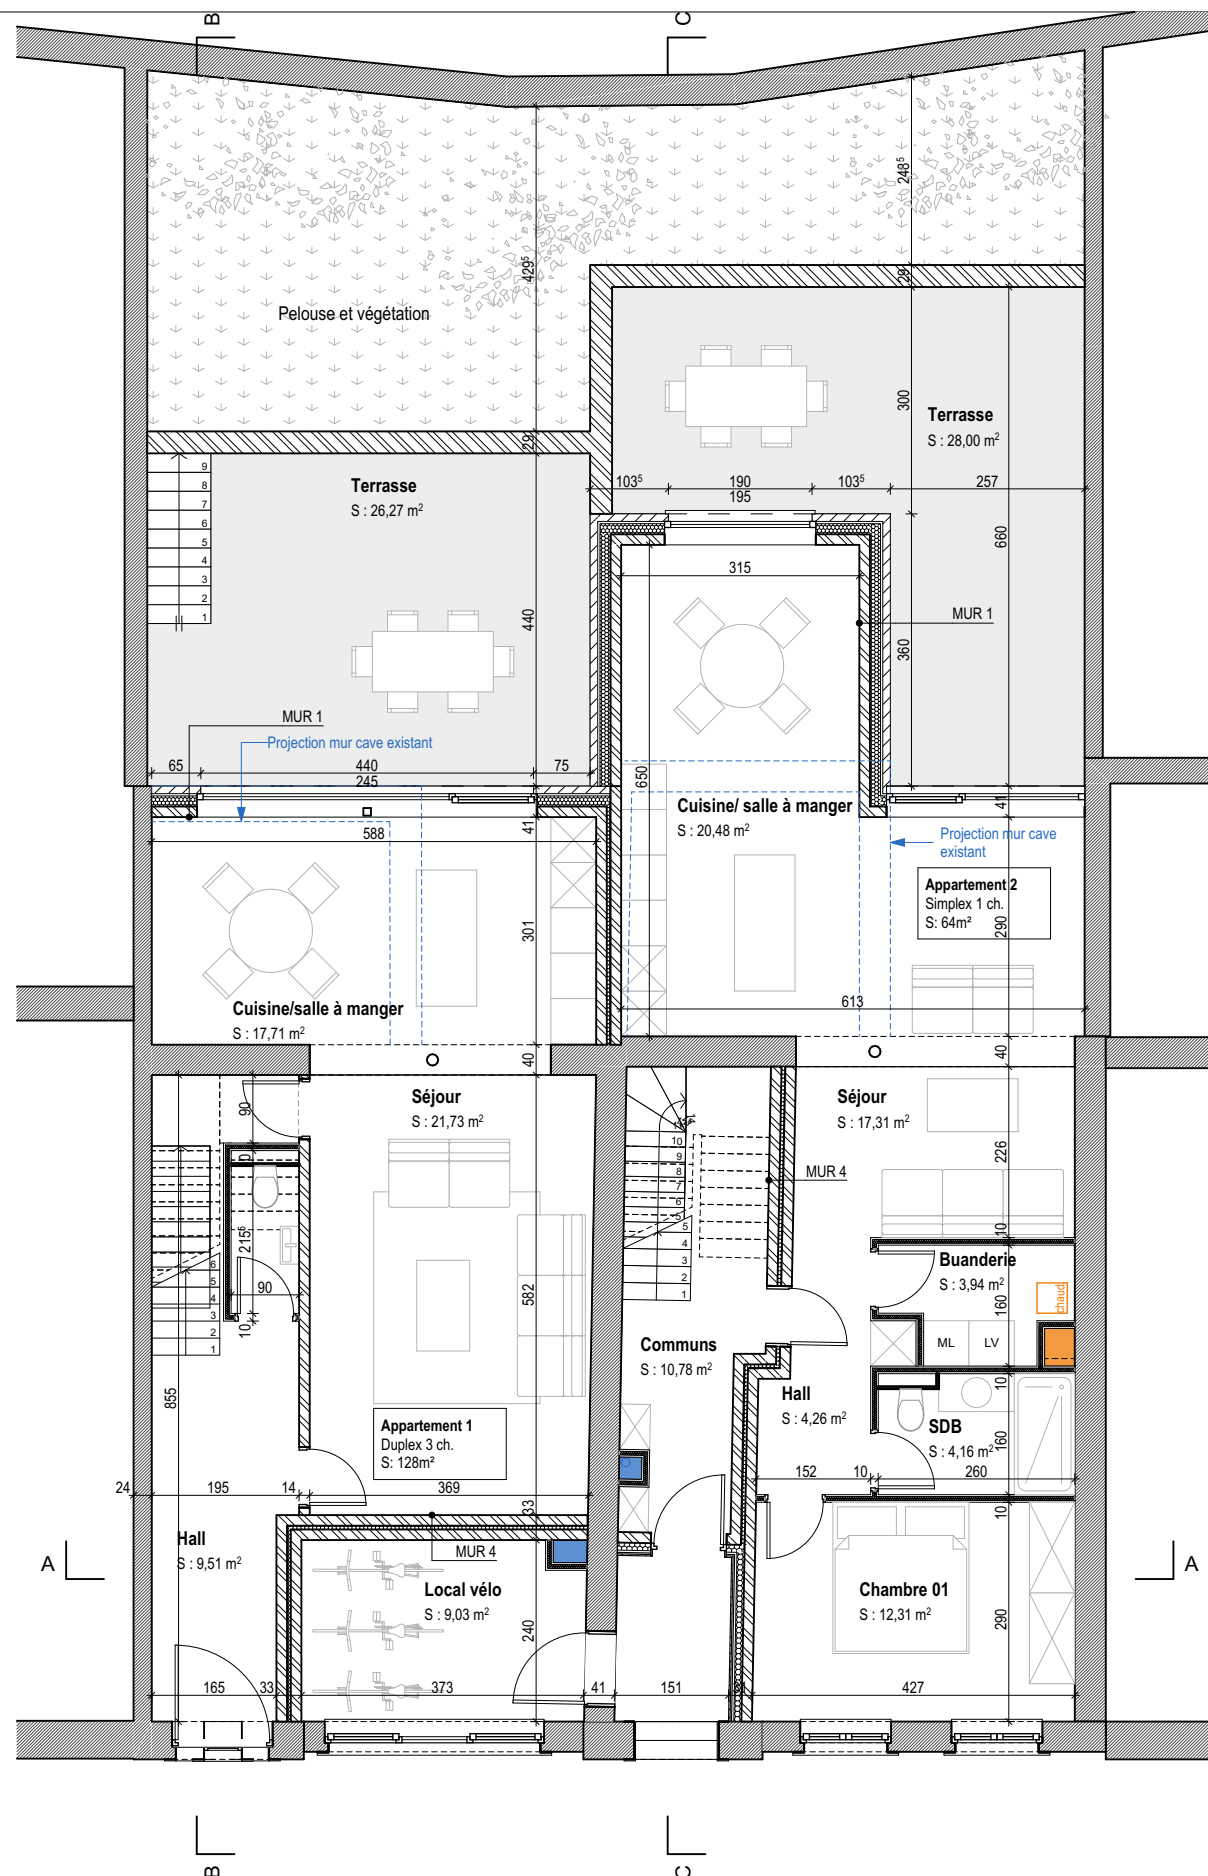 B
C
248⁵
429⁵
29
Pelouse et végétation
300
Terrasse
S : 28,00 m²
29
9
8
7
6
5
4
3
2
1
Terrasse
S : 26,27 m²
103⁵
190
103⁵
257
195
660
315
440
MUR 1
360
MUR 1
Projection mur cave existant
65
440
75
245
650
Cuisine/ salle à manger
S : 20,48 m²
41
41
588
Projection mur cave
existant
Appartement 2
Simplex 1 ch.
S: 64m²
301
290
Cuisine/salle à manger
S : 17,71 m²
613
40
40
90
Séjour
S : 21,73 m²
Séjour
S : 17,31 m²
10
9
8
7
6
5
5
4
3
2
1
226
MUR 4
215⁵
10
6
5
4
3
2
1
90
10
582
Buanderie
S : 3,94 m²
160
chaud
ML
LV
Communs
S : 10,78 m²
855
Hall
S : 4,26 m²
10
SDB
S : 4,16 m²
160
Appartement 1
Duplex 3 ch.
S: 128m²
152
10
260
24
195
14
369
33
10
Hall
S : 9,51 m²
MUR 4
A
A
Local vélo
S : 9,03 m²
Chambre 01
S : 12,31 m²
240
290
165
33
373
41
151
427
B
C